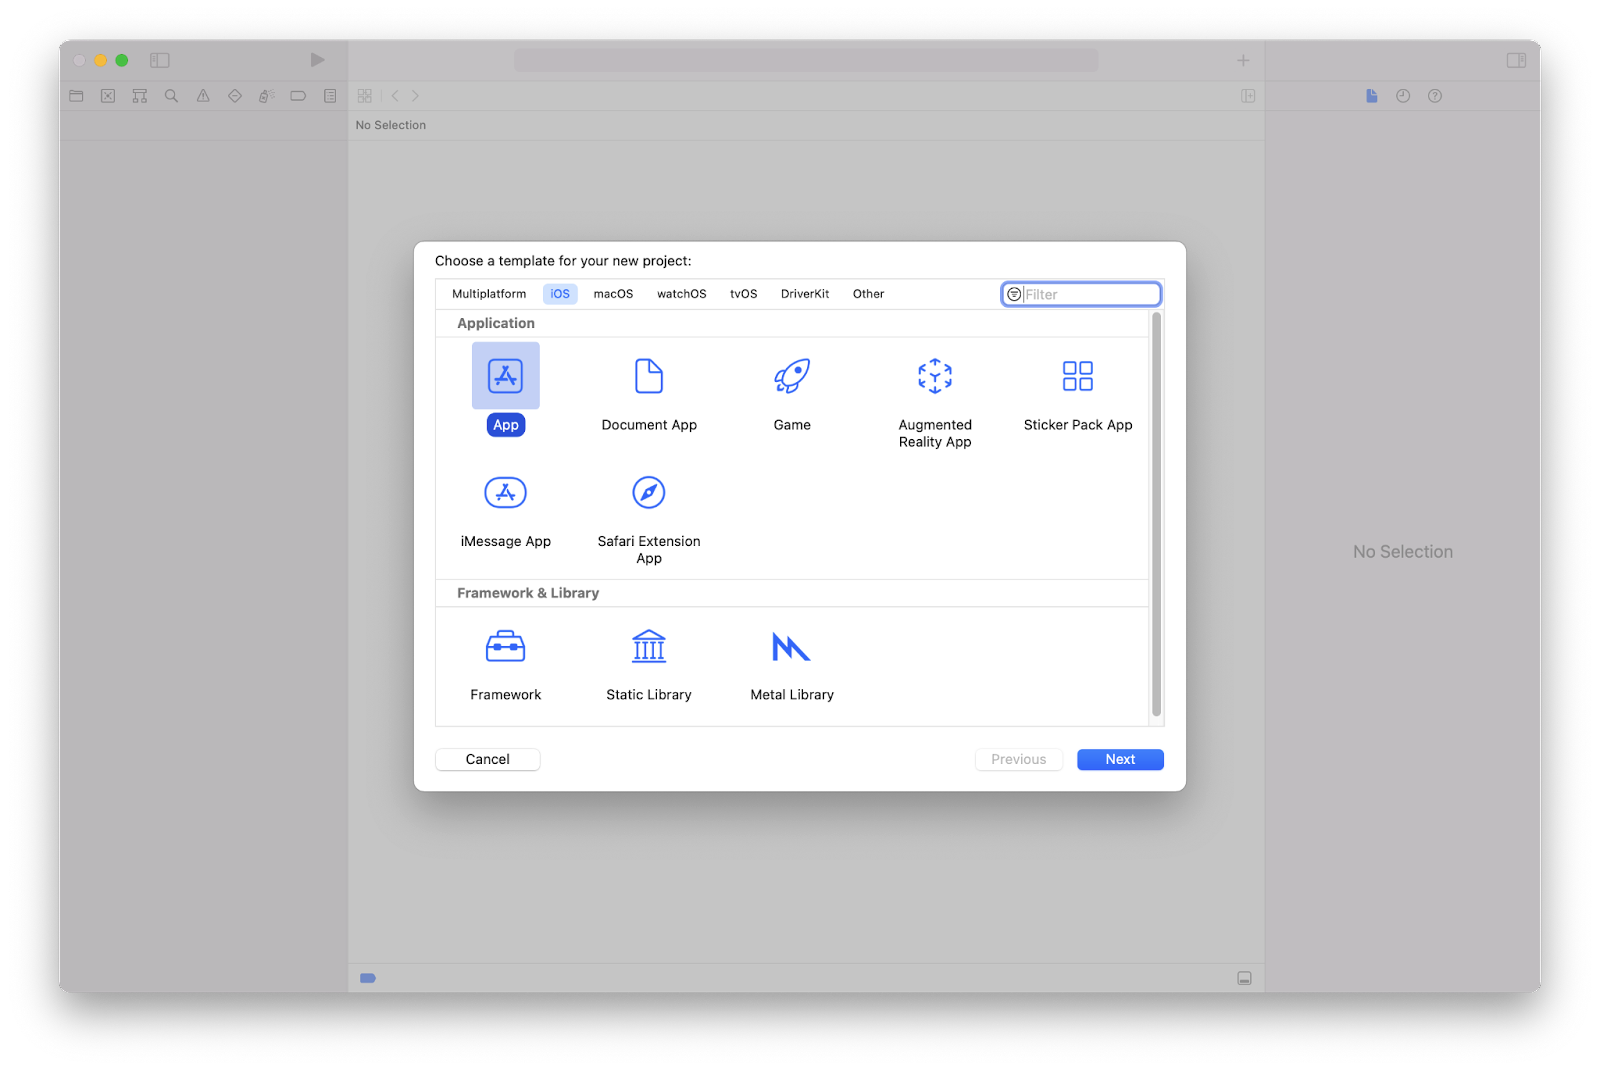 No Selection
Choose a template for your new project:
Multiplatform iOS macOS watchOS tvOS DriverKit Other Filter
Application
App Document App Game Augmented Reality App Sticker Pack App
iMessage App Safari Extension App
Framework & Library
Framework Static Library Metal Library
Cancel Previous Next
No Selection